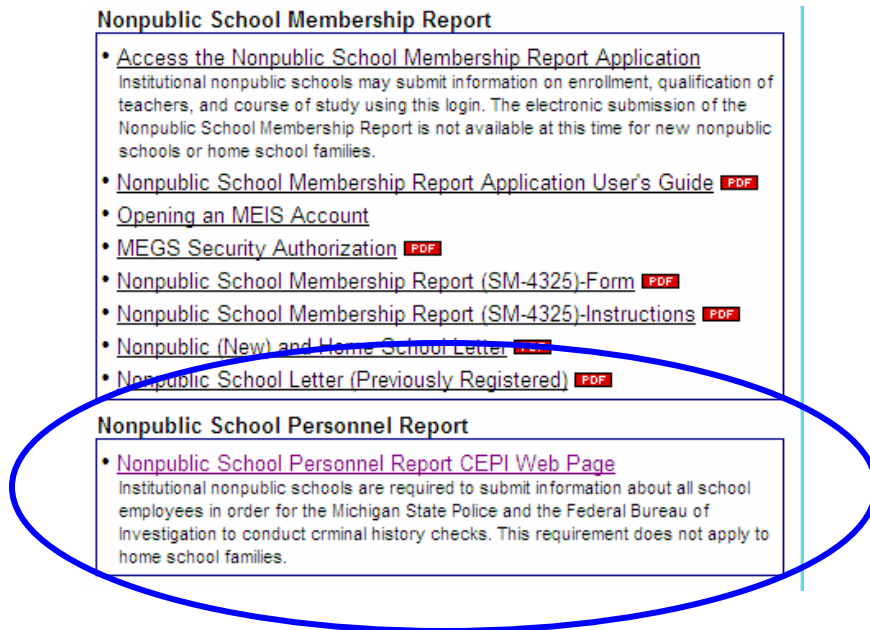 Nonpublic School Membership Report
• Access the Nonpublic School Membership Report Application
Institutional nonpublic schools may submit information on enrollment, qualification of
teachers, and course of study using this login. The electronic submission of the
Nonpublic School Membership Report is not available at this time for new nonpublic
schools or home school families.
• Nonpublic School Membership Report Application User's Guide PDF
• Opening an MEIS Account
• MEGS Security Authorization PDF
• Nonpublic School Membership Report (SM-4325)-Form PDF
• Nonpublic School Membership Report (SM-4325)-Instructions PDF
• Nonpublic (New) and Home School Letter PDF
• Nonpublic School Letter (Previously Registered) PDF
Nonpublic School Personnel Report
• Nonpublic School Personnel Report CEPI Web Page
Institutional nonpublic schools are required to submit information about all school
employees in order for the Michigan State Police and the Federal Bureau of
Investigation to conduct crminal history checks. This requirement does not apply to
home school families.